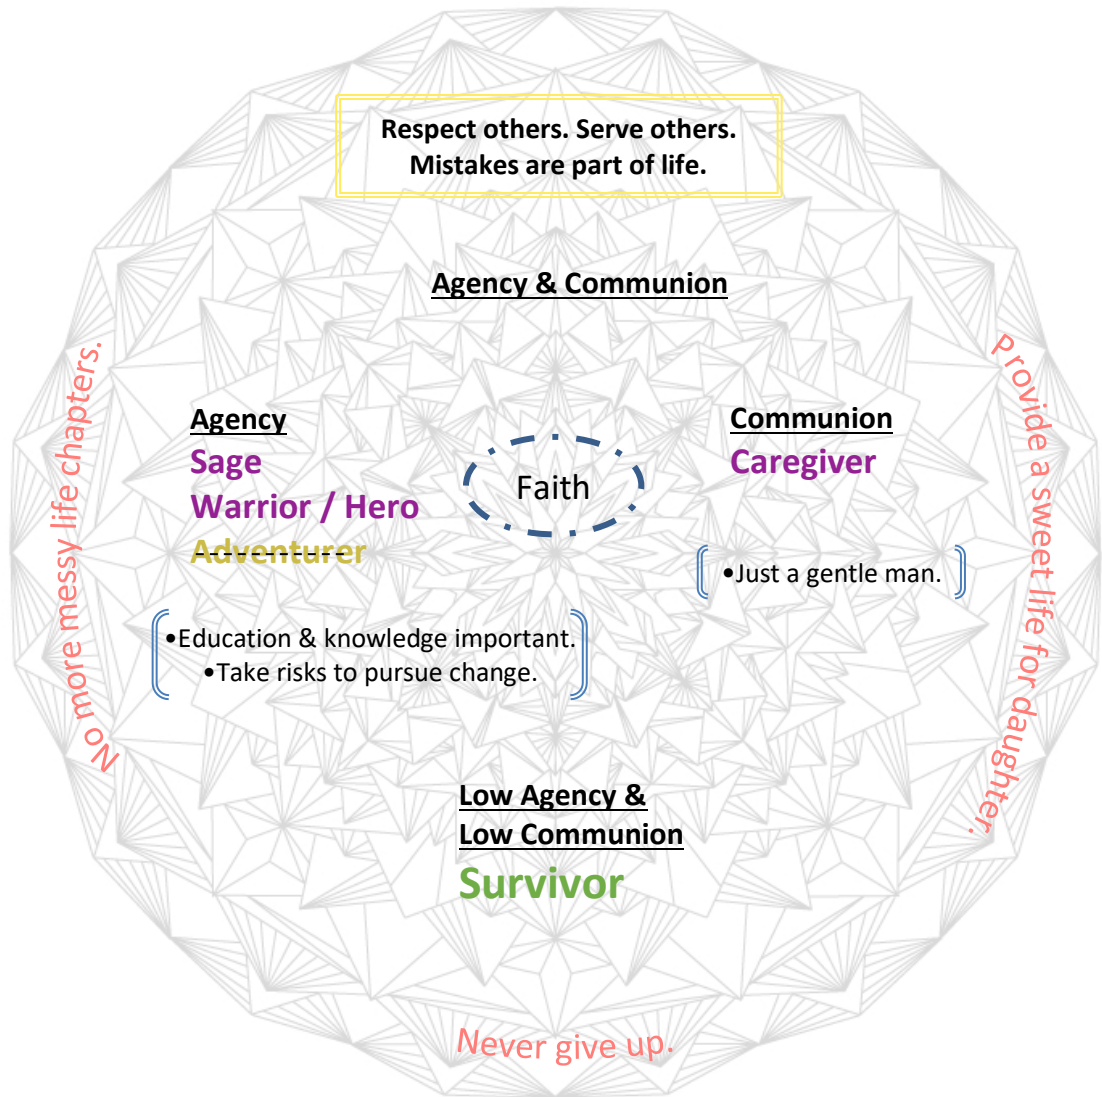 Respect others. Serve others.
Mistakes are part of life.
Agency & Communion
No more messy life chapters.
Agency
Sage
Warrior / Hero
Adventurer
•Education & knowledge important.
•Take risks to pursue change.
Faith
Communion
Caregiver
•Just a gentle man.
Provide a sweet life for daughter.
Low Agency &
Low Communion
Survivor
Never give up.